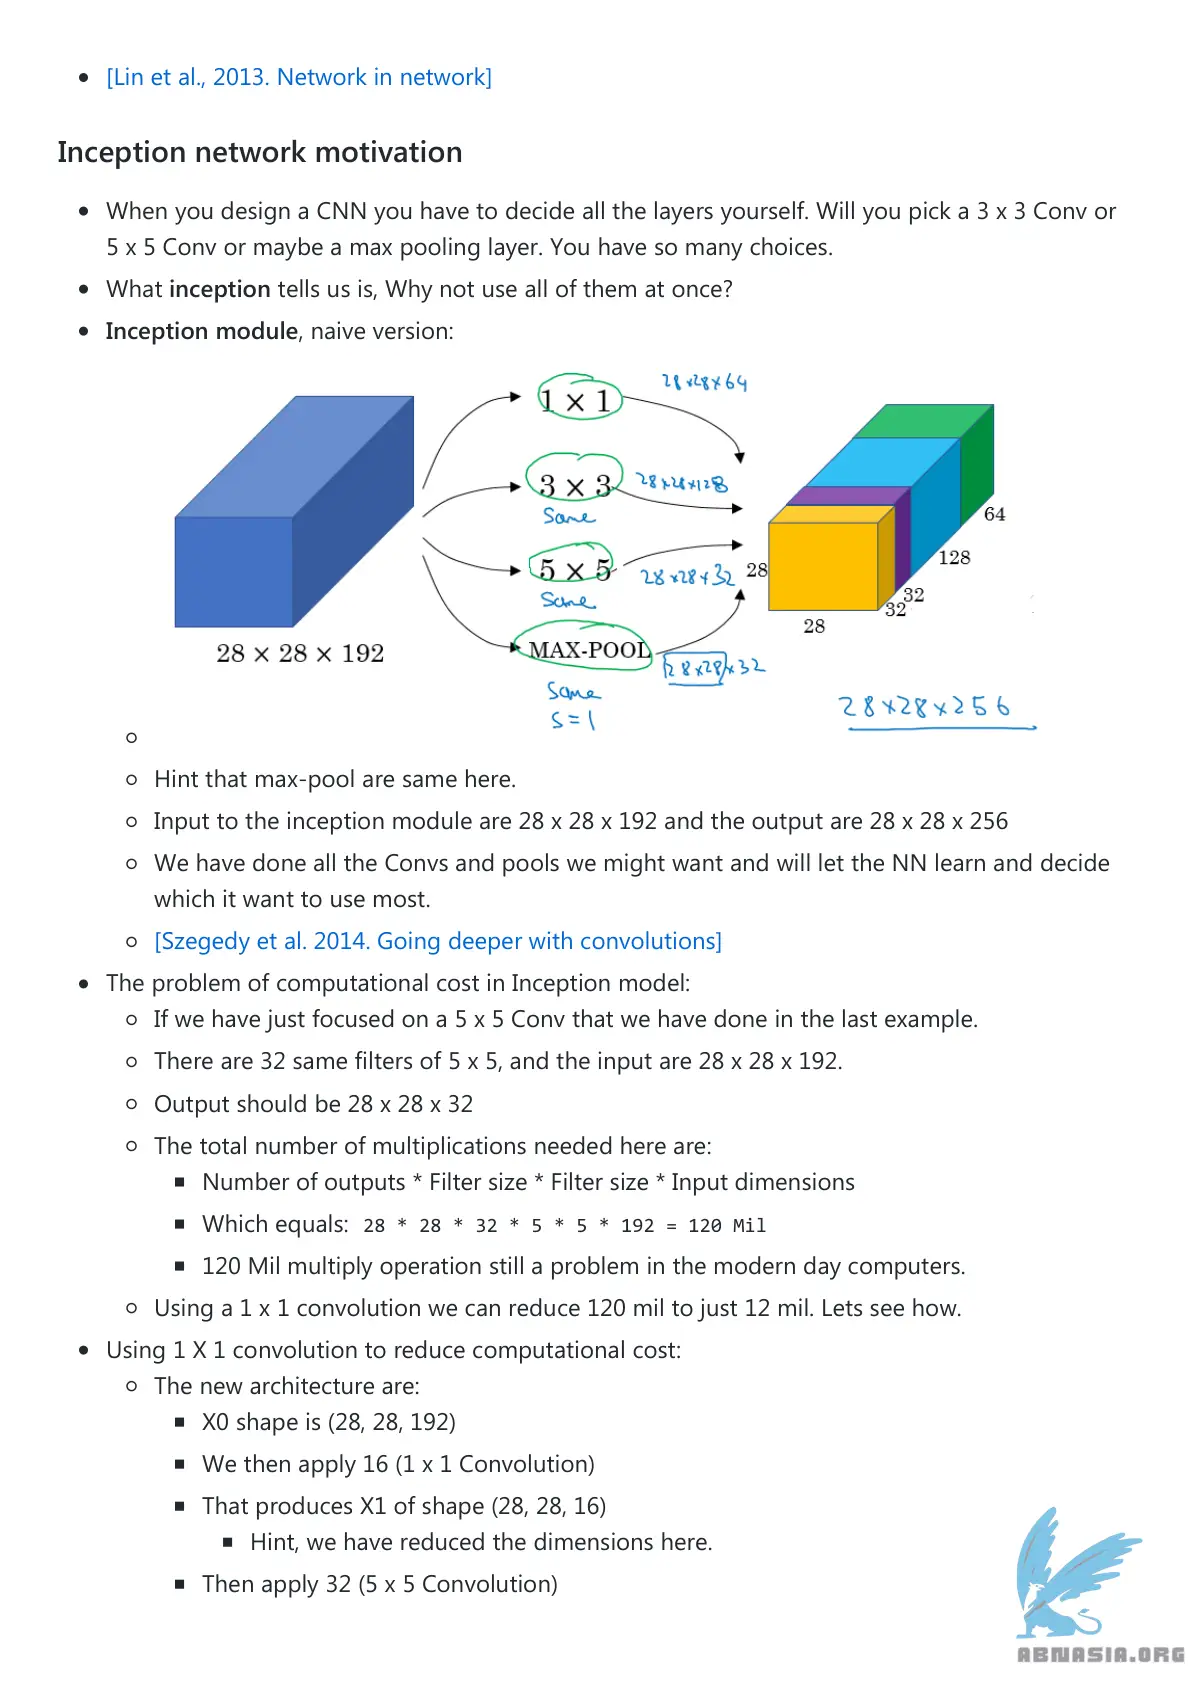 [Lin et al., 2013. Network in network]
Inception network motivation
When you design a CNN you have to decide all the layers yourself. Will you pick a 3 x 3 Conv or
5 x 5 Conv or maybe a max pooling layer. You have so many choices.
What inception tells us is, Why not use all of them at once?
Inception module, naive version:
1 × 1
28×28×64
3 × 3
28×28×128
Same
5 × 5
28×28×32
Same
MAX-POOL
28×28×32
Same
s=1
28 × 28 × 192
64
128
32
32
28
28
28×28×256
Hint that max-pool are same here.
Input to the inception module are 28 x 28 x 192 and the output are 28 x 28 x 256
We have done all the Convs and pools we might want and will let the NN learn and decide
which it want to use most.
[Szegedy et al. 2014. Going deeper with convolutions]
The problem of computational cost in Inception model:
If we have just focused on a 5 x 5 Conv that we have done in the last example.
There are 32 same filters of 5 x 5, and the input are 28 x 28 x 192.
Output should be 28 x 28 x 32
The total number of multiplications needed here are:
Number of outputs * Filter size * Filter size * Input dimensions
Which equals: 28 * 28 * 32 * 5 * 5 * 192 = 120 Mil
120 Mil multiply operation still a problem in the modern day computers.
Using a 1 x 1 convolution we can reduce 120 mil to just 12 mil. Lets see how.
Using 1 X 1 convolution to reduce computational cost:
The new architecture are:
X0 shape is (28, 28, 192)
We then apply 16 (1 x 1 Convolution)
That produces X1 of shape (28, 28, 16)
Hint, we have reduced the dimensions here.
Then apply 32 (5 x 5 Convolution)
ABNASIA.ORG